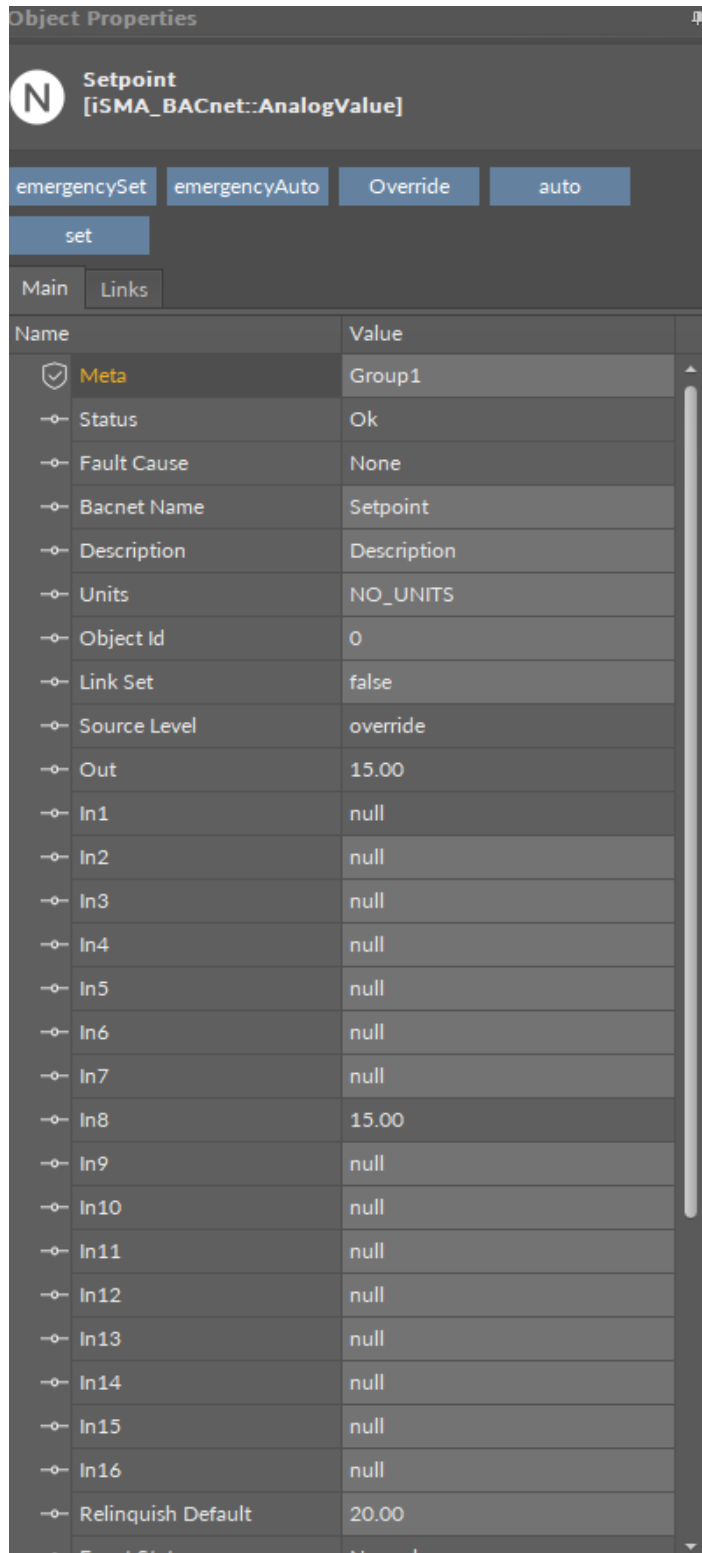 Object Properties
N
Setpoint
[iSMA_BACnet::AnalogValue]
emergencySet emergencyAuto Override auto
set
Main Links
Name Value
Meta Group1
Status Ok
Fault Cause None
Bacnet Name Setpoint
Description Description
Units NO_UNITS
Object Id 0
Link Set false
Source Level override
Out 15.00
In1 null
In2 null
In3 null
In4 null
In5 null
In6 null
In7 null
In8 15.00
In9 null
In10 null
In11 null
In12 null
In13 null
In14 null
In15 null
In16 null
Relinquish Default 20.00